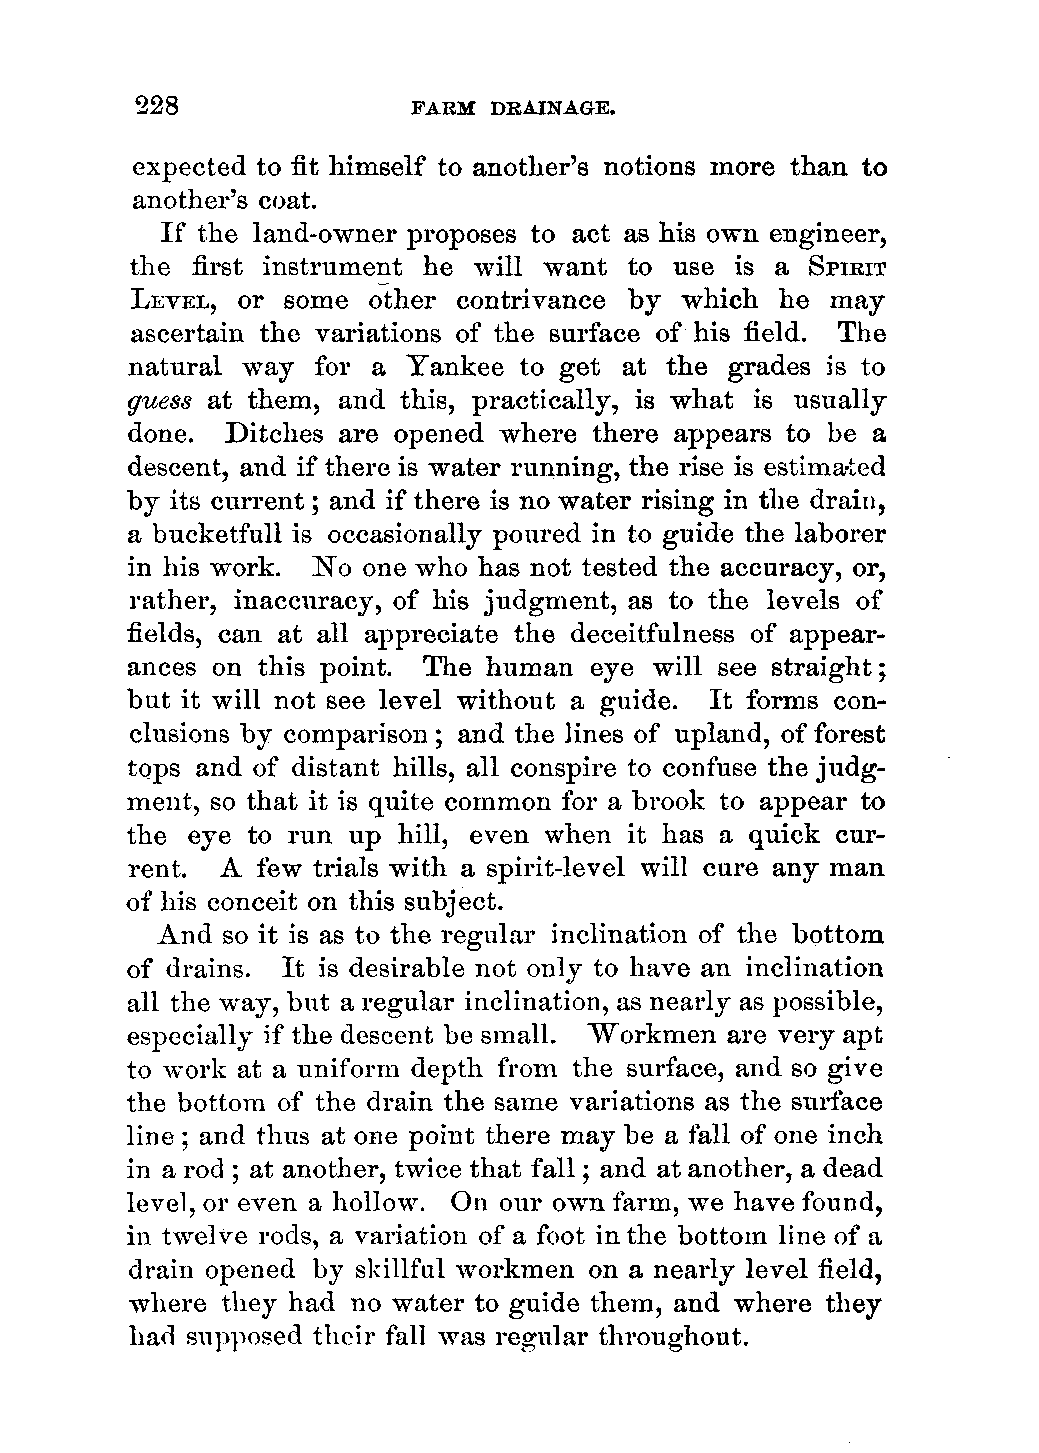 228 FARM DRAINAGE.
expected to fit himself to another's notions more than to
another's coat.
If the land-owner proposes to act as his own engineer,
the first instrument he will want to use is a SPIRIT
LEVEL, or some other contrivance by which he may
ascertain the variations of the surface of his field. The
natural way for a Yankee to get at the grades is to
guess at them, and this, practically, is what is usually
done. Ditches are opened where there appears to be a
descent, and if there is water running, the rise is estimated
by its current; and if there is no water rising in the drain,
a bucketfull is occasionally poured in to guide the laborer
in his work. No one who has not tested the accuracy, or,
rather, inaccuracy, of his judgment, as to the levels of
fields, can at all appreciate the deceitfulness of appear-
ances on this point. The human eye will see straight;
but it will not see level without a guide. It forms con-
clusions by comparison; and the lines of upland, of forest
tops and of distant hills, all conspire to confuse the judg-
ment, so that it is quite common for a brook to appear to
the eye to run up hill, even when it has a quick cur-
rent. A few trials with a spirit-level will cure any man
of his conceit on this subject.
And so it is as to the regular inclination of the bottom
of drains. It is desirable not only to have an inclination
all the way, but a regular inclination, as nearly as possible,
especially if the descent be small. Workmen are very apt
to work at a uniform depth from the surface, and so give
the bottom of the drain the same variations as the surface
line; and thus at one point there may be a fall of one inch
in a rod; at another, twice that fall; and at another, a dead
level, or even a hollow. On our own farm, we have found,
in twelve rods, a variation of a foot in the bottom line of a
drain opened by skillful workmen on a nearly level field,
where they had no water to guide them, and where they
had supposed their fall was regular throughout.